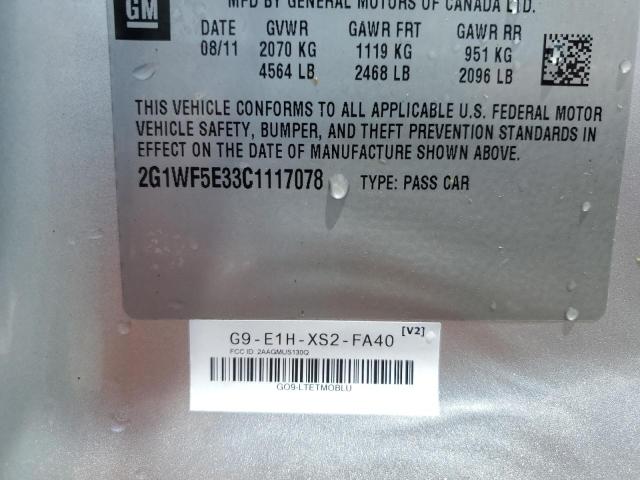 MFD BY GENERAL MOTORS OF CANADA LTD.
GM
DATE GVWR GAWR FRT GAWR RR
08/11 2070 KG 1119 KG 951 KG
4564 LB 2468 LB 2096 LB
THIS VEHICLE CONFORMS TO ALL APPLICABLE U.S. FEDERAL MOTOR
VEHICLE SAFETY, BUMPER, AND THEFT PREVENTION STANDARDS IN
EFFECT ON THE DATE OF MANUFACTURE SHOWN ABOVE.
2G1WF5E33C1117078 TYPE: PASS CAR
G9-E1H-XS2-FA40 [V2]
FCC ID: 2AAGMUS130Q
GO9-LTETMOBLU